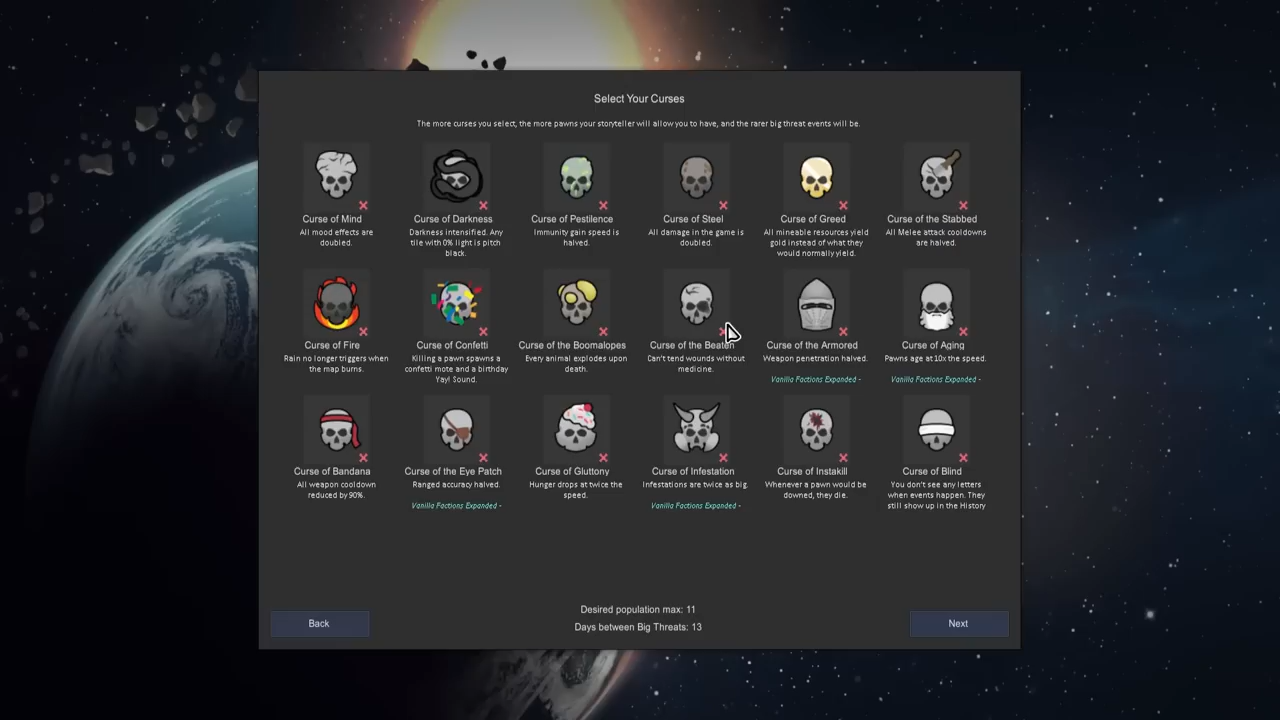 Select Your Curses
The more curses you select, the more pawns your storyteller will allow you to have, and the rarer big threat events will be.
Curse of Mind
All mood effects are
doubled.
Curse of Darkness
Darkness intensified. Any
tile with 0% light is pitch
black.
Curse of Pestilence
Immunity gain speed is
halved.
Curse of Steel
All damage in the game is
doubled.
Curse of Greed
All mineable resources yield
gold instead of what they
would normally yield.
Curse of the Stabbed
All Melee attack cooldowns
are halved.
Curse of Fire
Rain no longer triggers when
the map burns.
Curse of Confetti
Killing a pawn spawns a
confetti mote and a birthday
Yay! Sound.
Curse of the Boomalopes
Every animal explodes upon
death.
Curse of the Beaten
Can't tend wounds without
medicine.
Curse of the Armored
Weapon penetration halved.
Vanilla Factions Expanded -
Curse of Aging
Pawns age at 10x the speed.
Vanilla Factions Expanded -
Curse of Bandana
All weapon cooldown
reduced by 90%.
Curse of the Eye Patch
Ranged accuracy halved.
Vanilla Factions Expanded -
Curse of Gluttony
Hunger drops at twice the
speed.
Curse of Infestation
Infestations are twice as big.
Vanilla Factions Expanded -
Curse of Instakill
Whenever a pawn would be
downed, they die.
Curse of Blind
You don't see any letters
when events happen. They
still show up in the History
Desired population max: 11
Days between Big Threats: 13
Back
Next